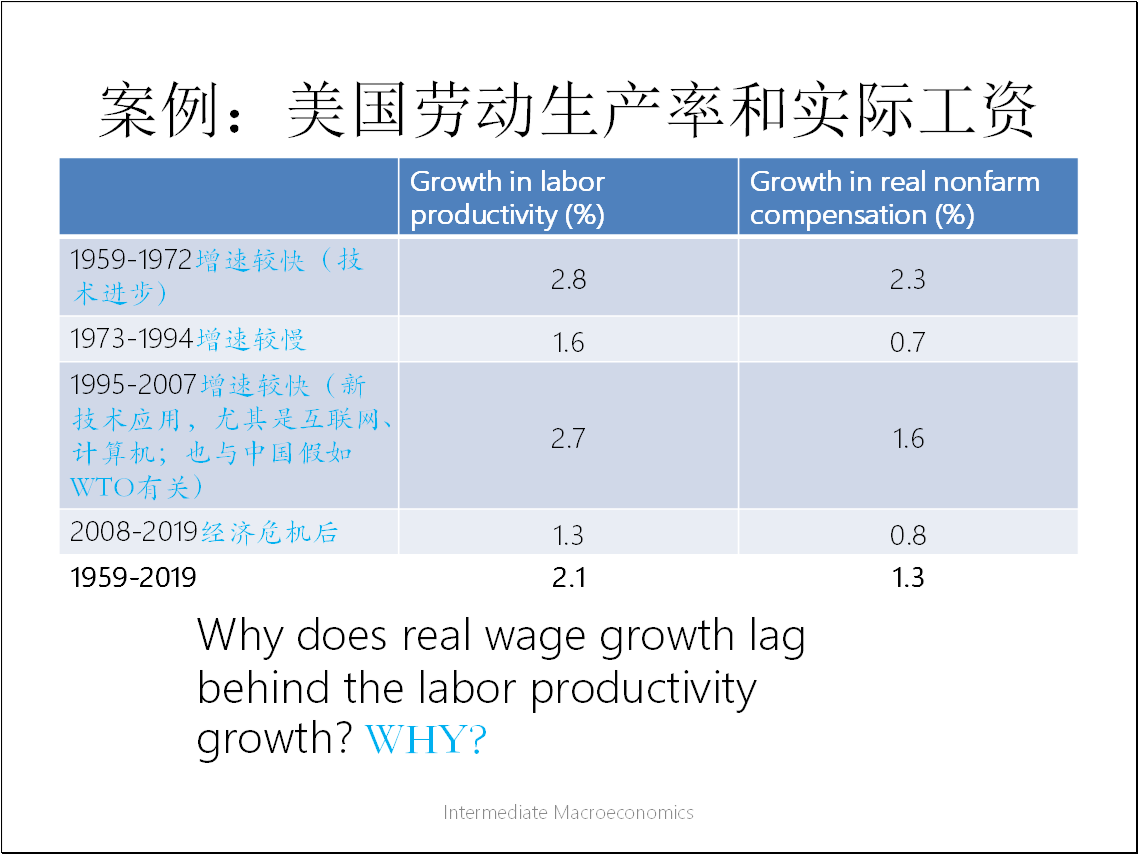 案例：美国劳动生产率和实际工资
Growth in labor
productivity (%)
Growth in real nonfarm
compensation (%)
1959-1972增速较快（技
术进步）
2.8
2.3
1973-1994增速较慢
1.6
0.7
1995-2007增速较快（新
技术应用，尤其是互联网、
计算机；也与中国假如
WTO有关）
2.7
1.6
2008-2019经济危机后
1.3
0.8
1959-2019
2.1
1.3
Why does real wage growth lag
behind the labor productivity
growth? WHY?
Intermediate Macroeconomics